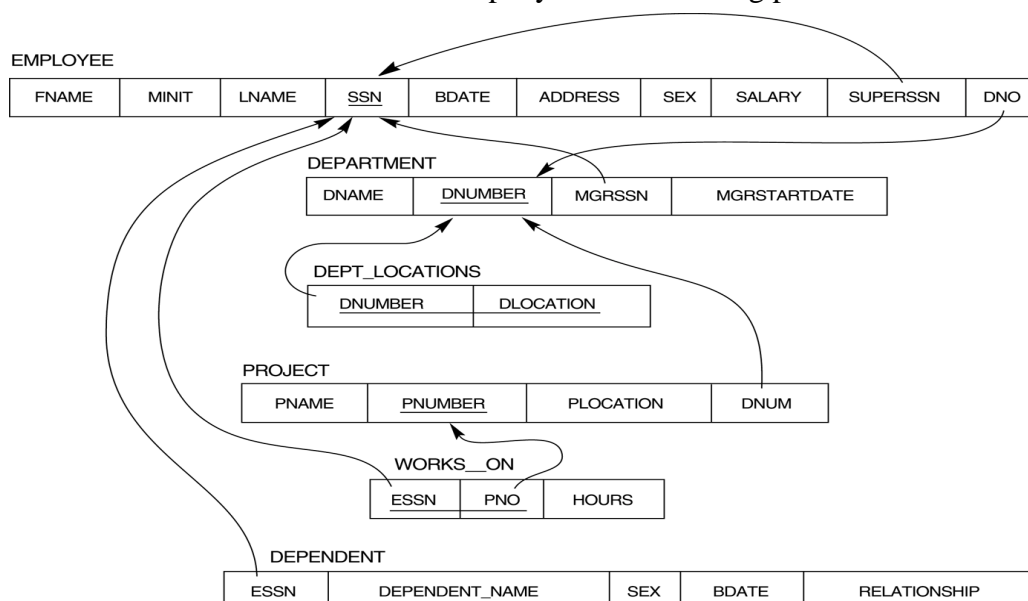 EMPLOYEE
FNAME MINIT LNAME SSN BDATE ADDRESS SEX SALARY SUPERSSN DNO
DEPARTMENT
DNAME DNUMBER MGRSSN MGRSTARTDATE
DEPT_LOCATIONS
DNUMBER DLOCATION
PROJECT
PNAME PNUMBER PLOCATION DNUM
WORKS_ON
ESSN PNO HOURS
DEPENDENT
ESSN DEPENDENT_NAME SEX BDATE RELATIONSHIP